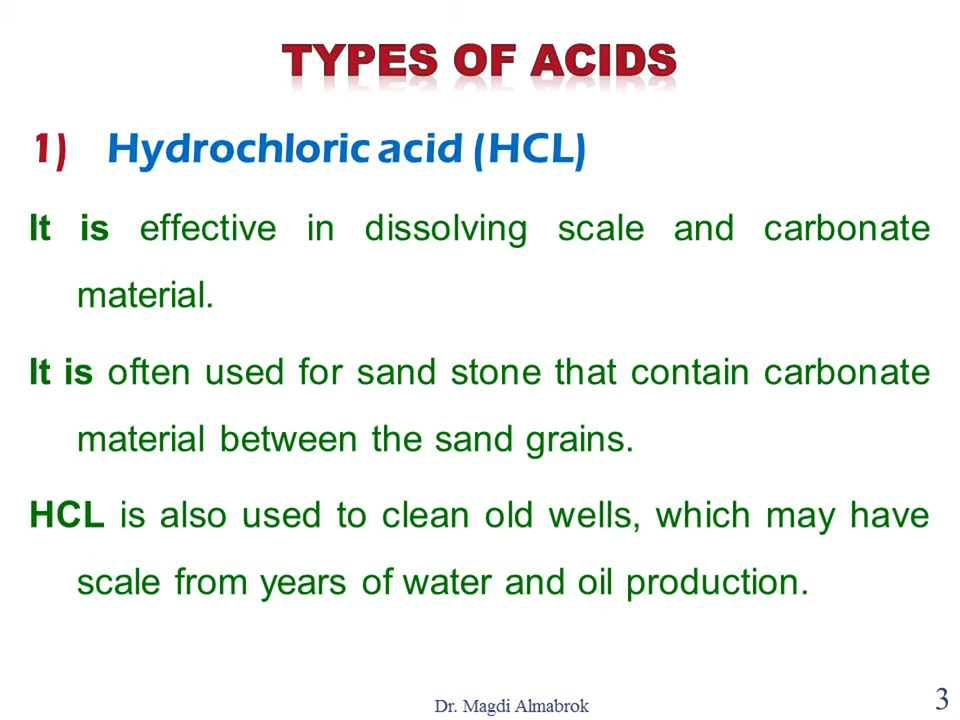 TYPES OF ACIDS
1) Hydrochloric acid (HCL)
It is effective in dissolving scale and carbonate
material.
It is often used for sand stone that contain carbonate
material between the sand grains.
HCL is also used to clean old wells, which may have
scale from years of water and oil production.
Dr. Magdi Almabrok
3